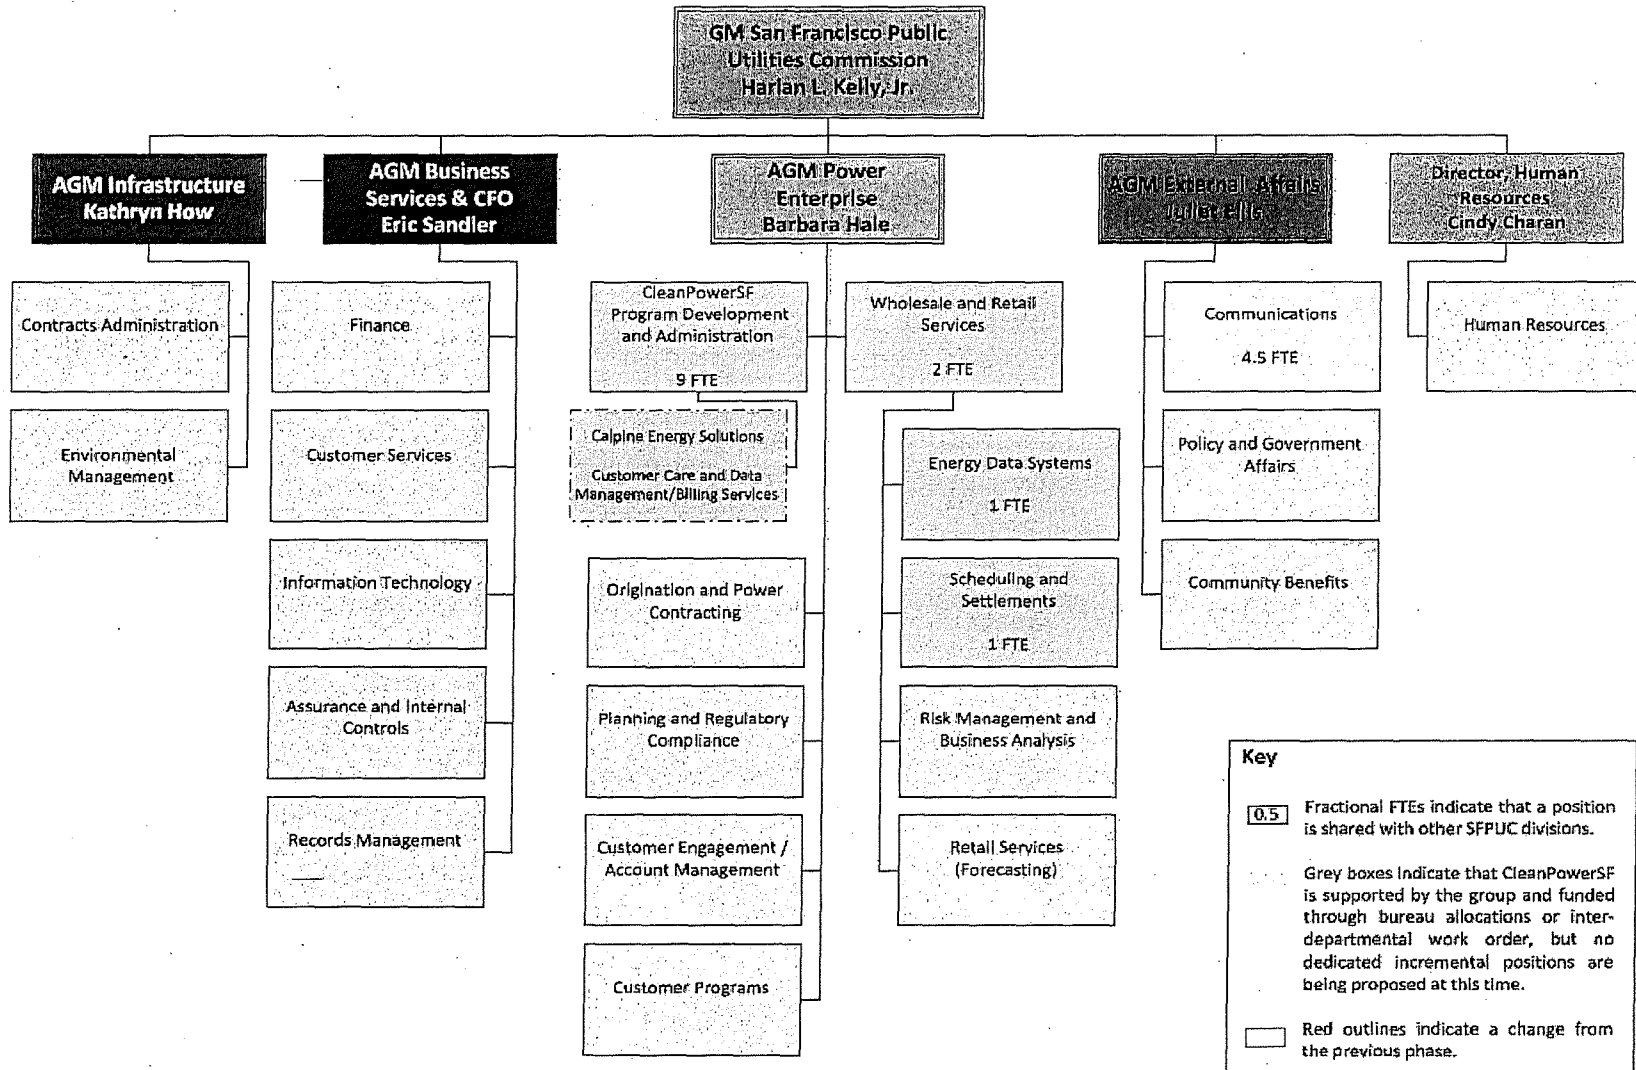 GM San Francisco Public
Utilities Commission
Harlan L. Kelly, Jr.
AGM Infrastructure
Kathryn How
AGM Business
Services & CFO
Eric Sandler
AGM Power
Enterprise
Barbara Hale
AGM External Affairs
Juliet Ellis
Director, Human
Resources
Cindy Charan
Contracts Administration
Environmental
Management
Finance
Customer Services
Information Technology
Assurance and Internal
Controls
Records Management
CleanPowerSF
Program Development
and Administration
9 FTE
Calpine Energy Solutions
Customer Care and Data
Management/Billing Services
Origination and Power
Contracting
Planning and Regulatory
Compliance
Customer Engagement /
Account Management
Customer Programs
Wholesale and Retail
Services
2 FTE
Energy Data Systems
1 FTE
Scheduling and
Settlements
1 FTE
Risk Management and
Business Analysis
Retail Services
(Forecasting)
Communications
4.5 FTE
Policy and Government
Affairs
Community Benefits
Human Resources
Key
0.5 Fractional FTEs indicate that a position
is shared with other SFPUC divisions.
Grey boxes indicate that CleanPowerSF
is supported by the group and funded
through bureau allocations or inter-
departmental work order, but no
dedicated incremental positions are
being proposed at this time.
Red outlines indicate a change from
the previous phase.